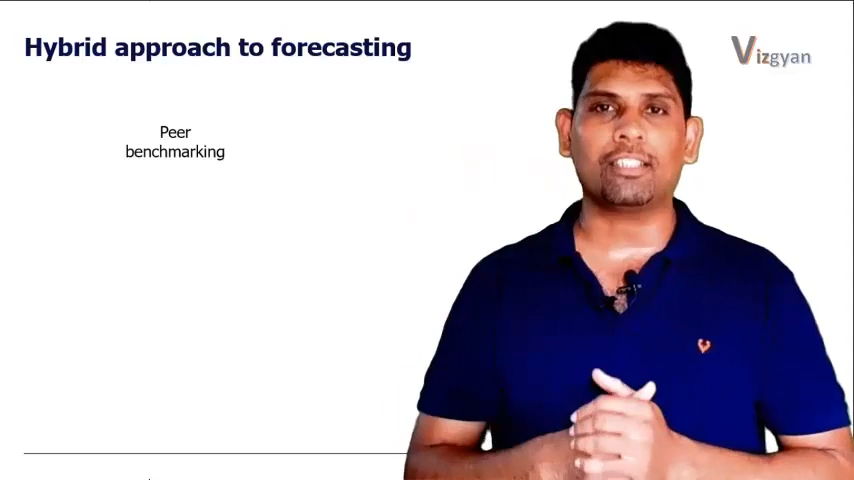 Hybrid approach to forecasting
Vizgyan
Peer
benchmarking